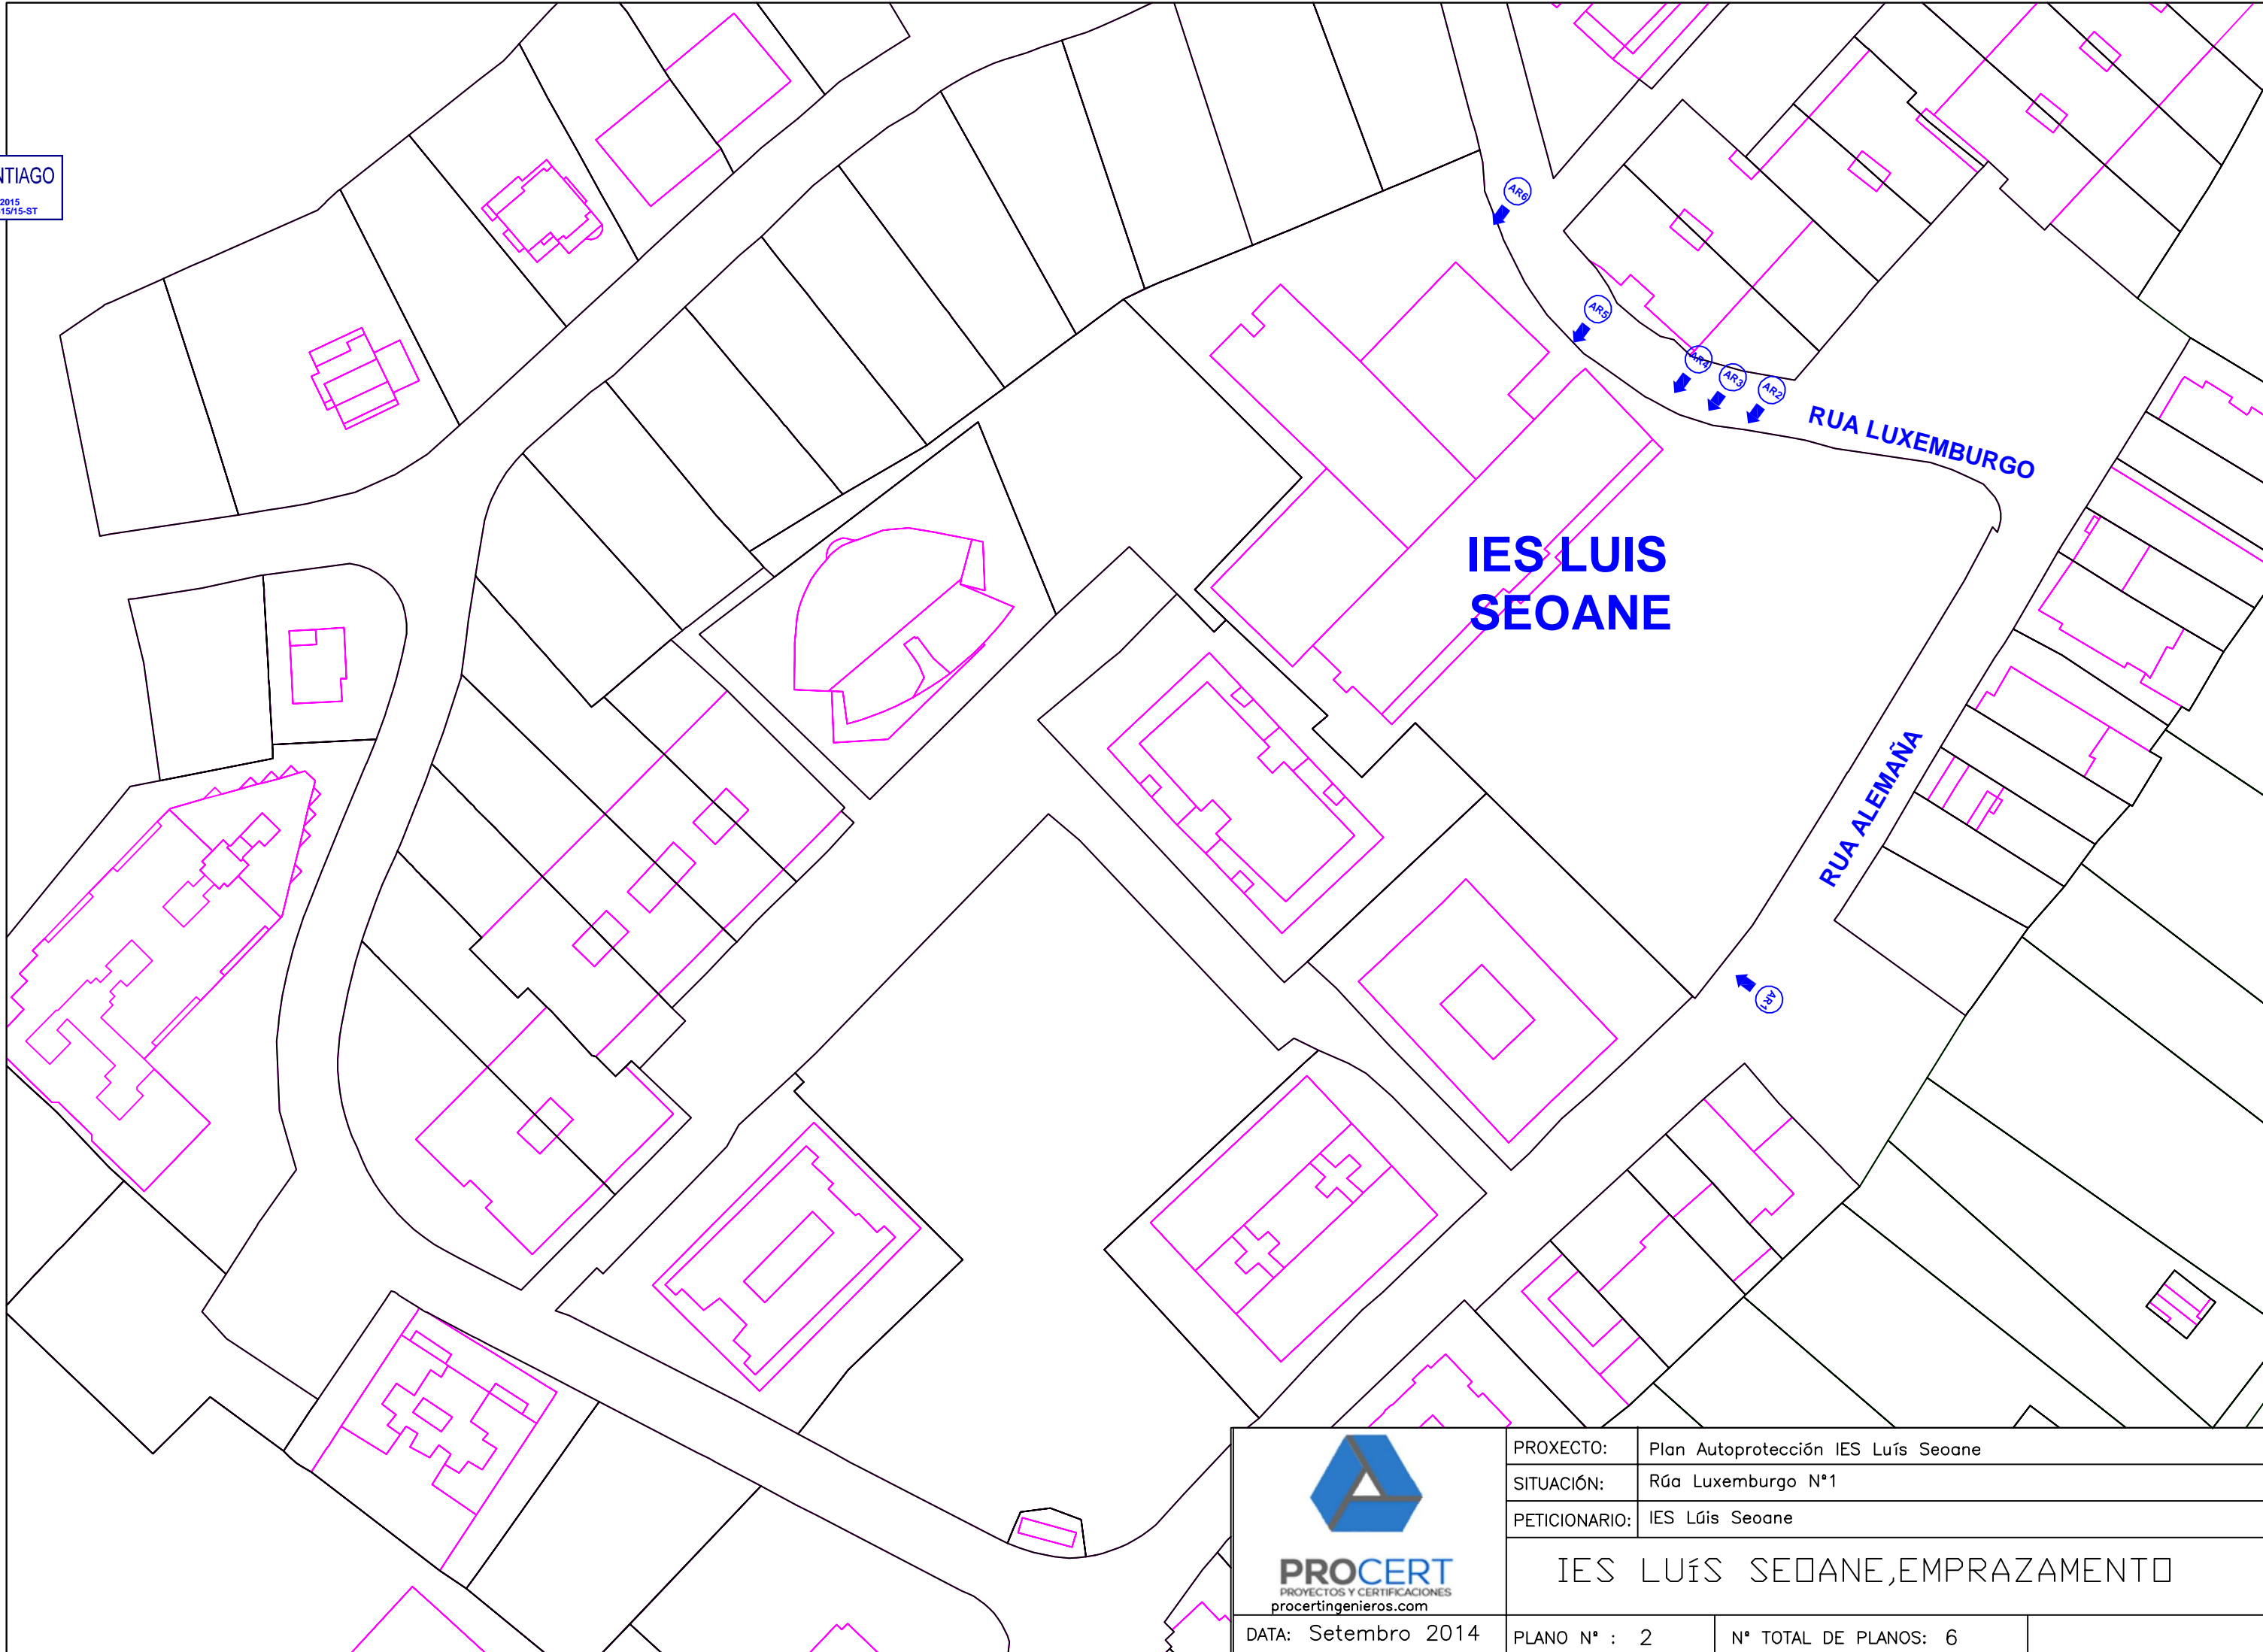 NTIAGO
2015
15/15-ST
AR6
AR5
AR4
AR3
AR2
RUA LUXEMBURGO
IES LUIS
SEOANE
RUA ALEMAÑA
AR1
PROXECTO: Plan Autoprotección IES Luís Seoane
SITUACIÓN: Rúa Luxemburgo Nº1
PETICIONARIO: IES Lúis Seoane
PROCERT
PROYECTOS Y CERTIFICACIONES
procertingenieros.com
IES LUíS SEOANE,EMPRAZAMENTO
DATA: Setembro 2014
PLANO Nº : 2
Nº TOTAL DE PLANOS: 6